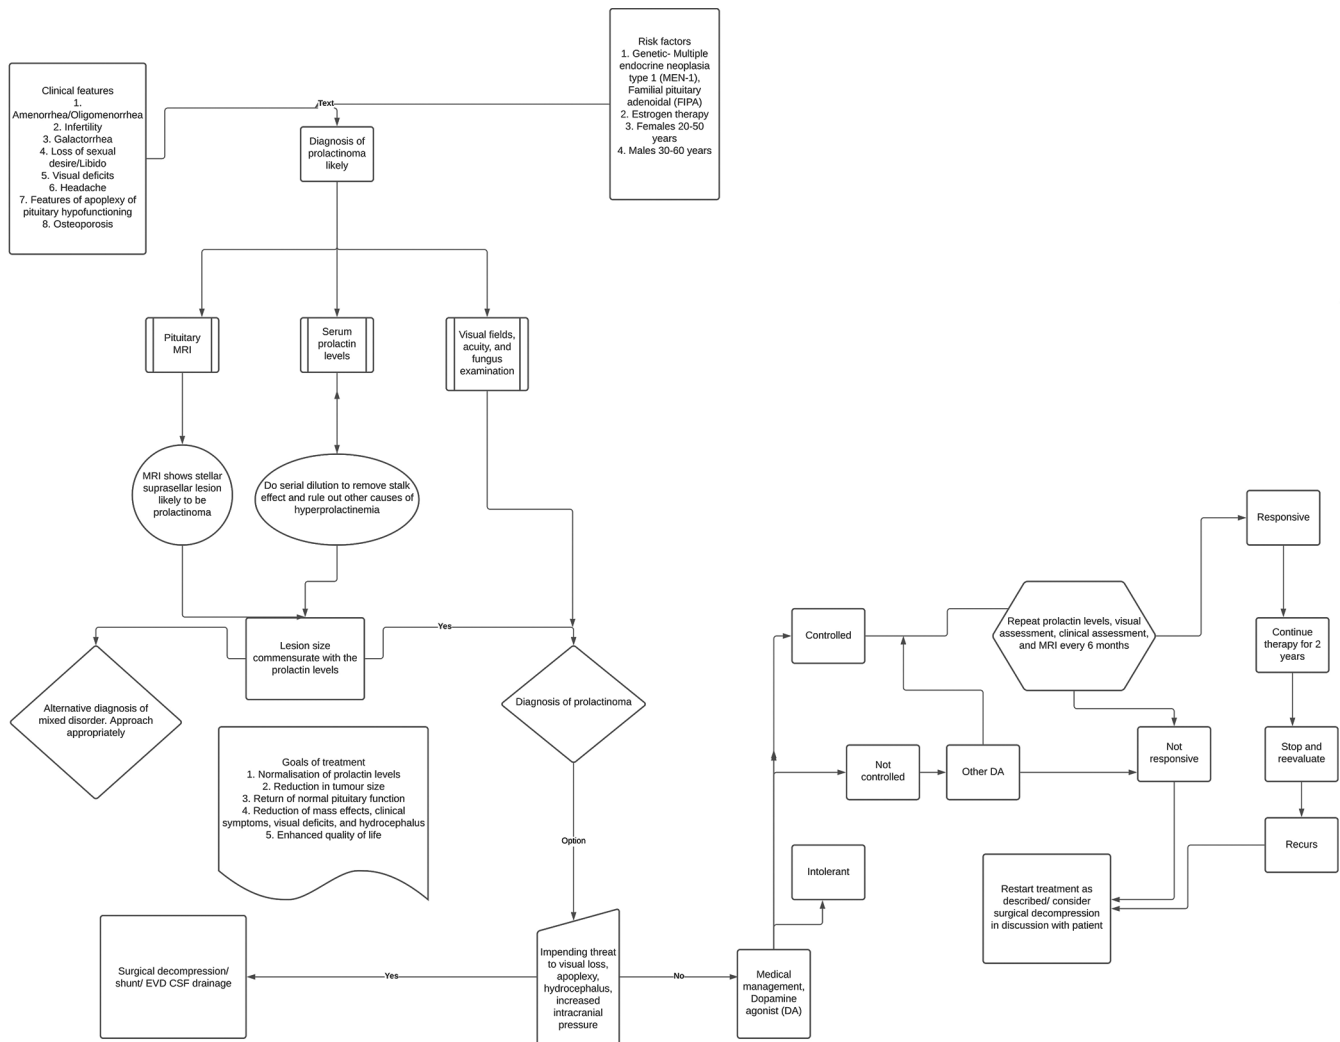 Risk factors
1. Genetic- Multiple
endocrine neoplasia
type 1 (MEN-1),
Familial pituitary
adenoidal (FIPA)
2. Estrogen therapy
3. Females 20-50
years
4. Males 30-60 years
Clinical features
1.
Amenorrhea/Oligomenorrhea
2. Infertility
3. Galactorrhea
4. Loss of sexual
desire/Libido
5. Visual deficits
6. Headache
7. Features of apoplexy of
pituitary hypofunctioning
8. Osteoporosis
Text
Diagnosis of
prolactinoma
likely
Pituitary
MRI
Serum
prolactin
levels
Visual fields,
acuity, and
fungus
examination
MRI shows stellar
suprasellar lesion
likely to be
prolactinoma
Do serial dilution to remove stalk
effect and rule out other causes of
hyperprolactinemia
Lesion size
commensurate with the
prolactin levels
Yes
Alternative diagnosis of
mixed disorder. Approach
appropriately
Diagnosis of prolactinoma
Goals of treatment
1. Normalisation of prolactin levels
2. Reduction in tumour size
3. Return of normal pituitary function
4. Reduction of mass effects, clinical
symptoms, visual deficits, and hydrocephalus
5. Enhanced quality of life
Option
Impending threat
to visual loss,
apoplexy,
hydrocephalus,
increased
intracranial
pressure
Yes
Surgical decompression/
shunt/ EVD CSF drainage
No
Medical
management,
Dopamine
agonist (DA)
Controlled
Not
controlled
Other DA
Intolerant
Repeat prolactin levels, visual
assessment, clinical assessment,
and MRI every 6 months
Responsive
Continue
therapy for 2
years
Stop and
reevaluate
Recurs
Not
responsive
Restart treatment as
described/ consider
surgical decompression
in discussion with patient